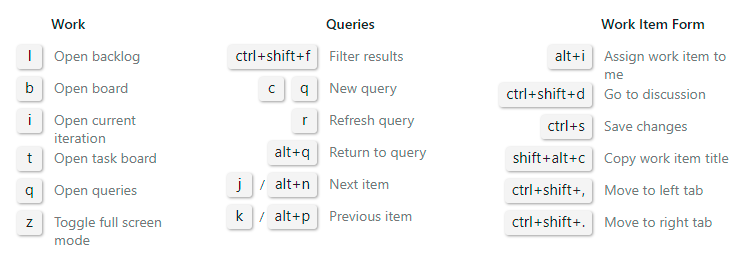 Work
l Open backlog
b Open board
i Open current
iteration
t Open task board
q Open queries
z Toggle full screen
mode
Queries
ctrl+shift+f Filter results
c q New query
r Refresh query
alt+q Return to query
j / alt+n Next item
k / alt+p Previous item
Work Item Form
alt+i Assign work item to
me
ctrl+shift+d Go to discussion
ctrl+s Save changes
shift+alt+c Copy work item title
ctrl+shift+, Move to left tab
ctrl+shift+. Move to right tab